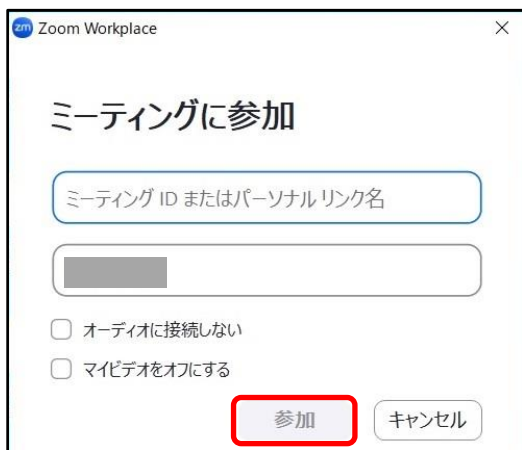 zm Zoom Workplace
ミーティングに参加
ミーティング ID またはパーソナル リンク名
オーディオに接続しない
マイビデオをオフにする
参加 キャンセル